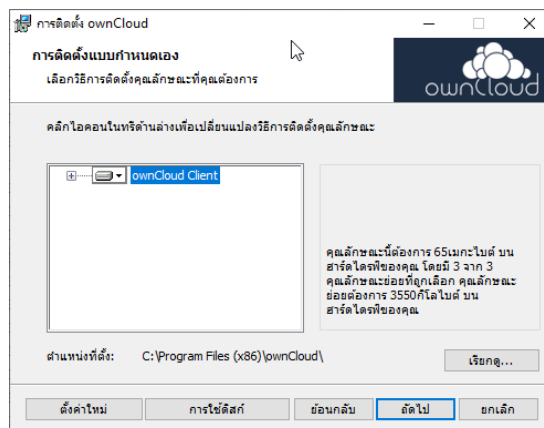 การติดตั้ง ownCloud
การติดตั้งแบบกำหนดเอง
เลือกวิธีการติดตั้งคุณลักษณะที่คุณต้องการ
ownCloud
คลิกไอคอนในทรีด้านล่างเพื่อเปลี่ยนแปลงวิธีการติดตั้งคุณลักษณะ
ownCloud Client
คุณลักษณะนี้ต้องการ 65เมกะไบต์ บน
ฮาร์ดไดรฟ์ของคุณ โดยมี 3 จาก 3
คุณลักษณะย่อยที่ถูกเลือก คุณลักษณะ
ย่อยต้องการ 3550กิโลไบต์ บน
ฮาร์ดไดรฟ์ของคุณ
ตำแหน่งที่ตั้ง: C:\Program Files (x86)\ownCloud\
เรียกดู...
ตั้งค่าใหม่ การใช้ดิสก์ ย้อนกลับ ถัดไป ยกเลิก